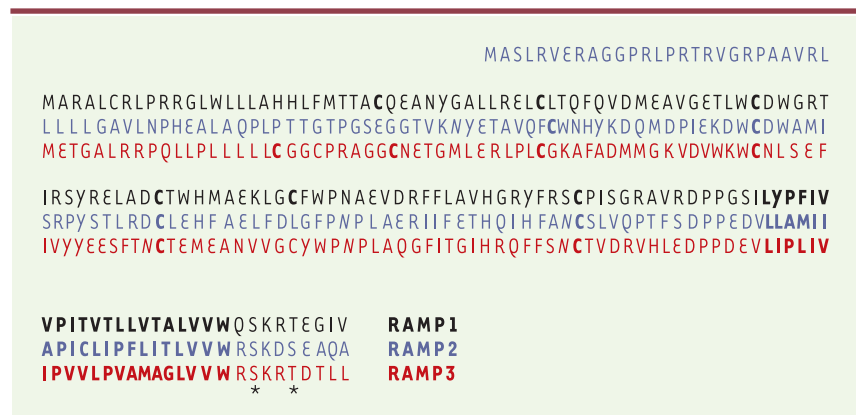 MASLRVERAGGPRLPRTRVGRPAAVRL
MARALCRLPRRGLWLLLAHHLFMTTACQEANYGALLRELCLTQFQVDMEAVGETLWCDWGRT
LLLLGAVLNPHEALAQPLPTTGTPGSEGGTVKNYETAVQFCWNHYKDQMDPIEKDWCDWAMI
METGALRRPQLLPLLLLLCGGCPRAGGCNETGMLERLPLCGKAFADMMGKVDVWKWCNLSEF
IRSYRELADCTWHMAEKLGCFWPNAEVDRFFLAVHGRYFRSCPISGRAVRDPPGSILYPFIV
SRPYSTLRDCLEHFAELFDLGFPNPLAERIIFETHQIHFANCSLVQPTFSDPPEDVLLAMII
IVYYEESFTNCTEMEANVVGCYWPNPLAQGFITGIHRQFFSNCTVDRVHLEDPPDEVLIPLIV
VPITVTLLVTALVVWQSKRTEGIV RAMP1
APICLIPFLITLVVWRSKDSEAQA RAMP2
IPVVLPVAMAGLVVWRSKRTDTLL RAMP3
* *